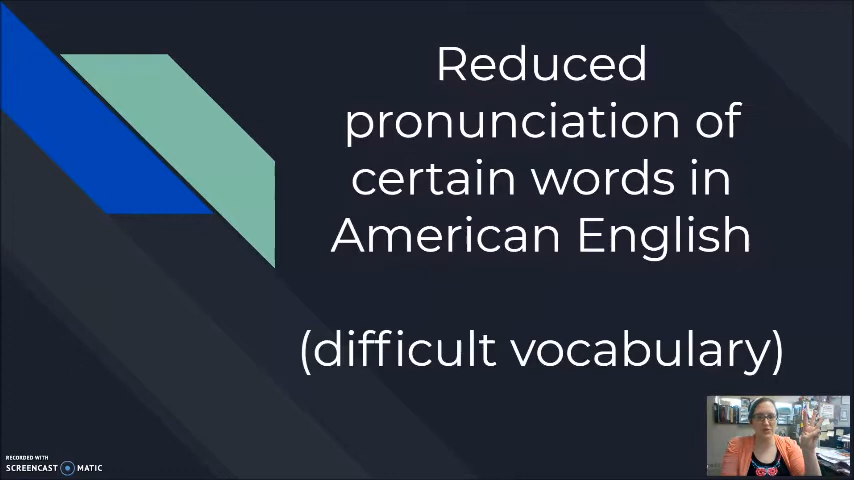 Reduced
pronunciation of
certain words in
American English
(difficult vocabulary)
RECORDED WITH
SCREENCAST MATIC